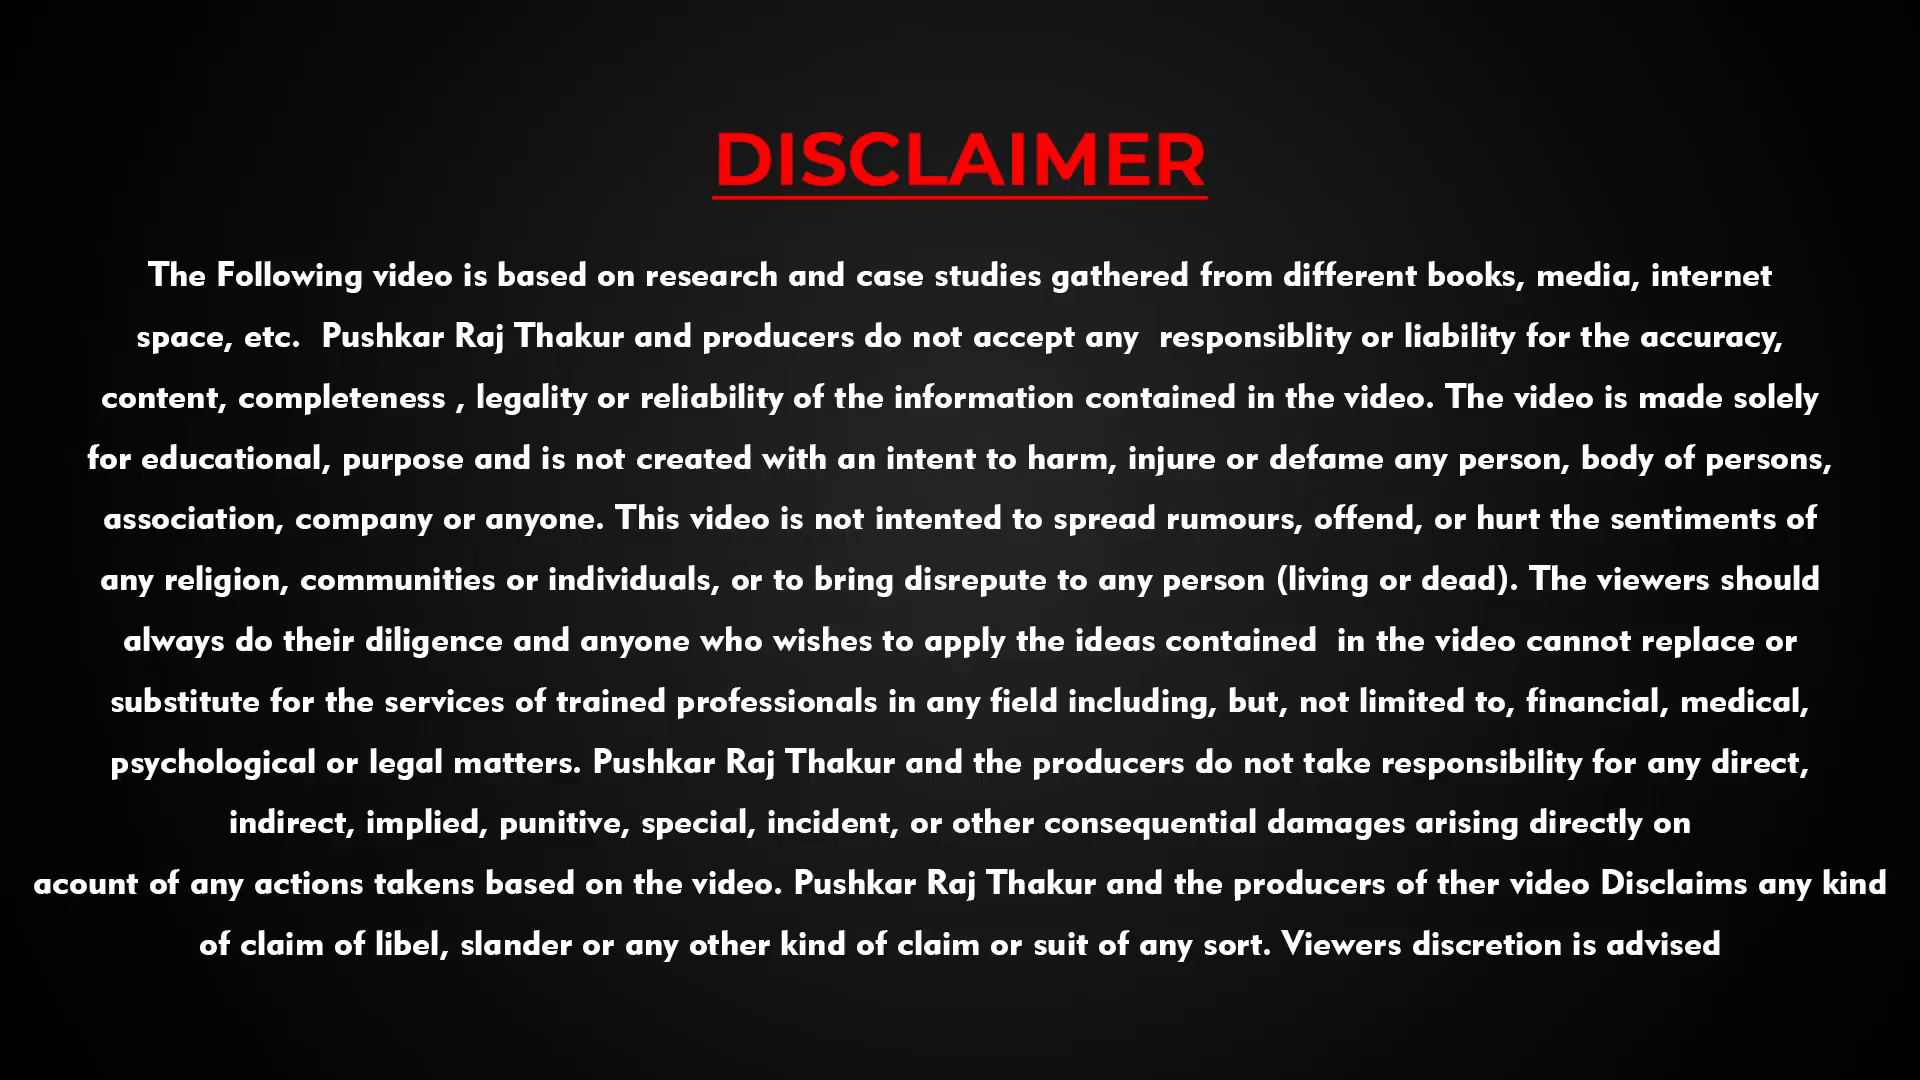 DISCLAIMER
The Following video is based on research and case studies gathered from different books, media, internet
space, etc.  Pushkar Raj Thakur and producers do not accept any  responsiblity or liability for the accuracy,
content, completeness , legality or reliability of the information contained in the video. The video is made solely
for educational, purpose and is not created with an intent to harm, injure or defame any person, body of persons,
association, company or anyone. This video is not intented to spread rumours, offend, or hurt the sentiments of
any religion, communities or individuals, or to bring disrepute to any person (living or dead). The viewers should
always do their diligence and anyone who wishes to apply the ideas contained  in the video cannot replace or
substitute for the services of trained professionals in any field including, but, not limited to, financial, medical,
psychological or legal matters. Pushkar Raj Thakur and the producers do not take responsibility for any direct,
indirect, implied, punitive, special, incident, or other consequential damages arising directly on
acount of any actions takens based on the video. Pushkar Raj Thakur and the producers of ther video Disclaims any kind
of claim of libel, slander or any other kind of claim or suit of any sort. Viewers discretion is advised